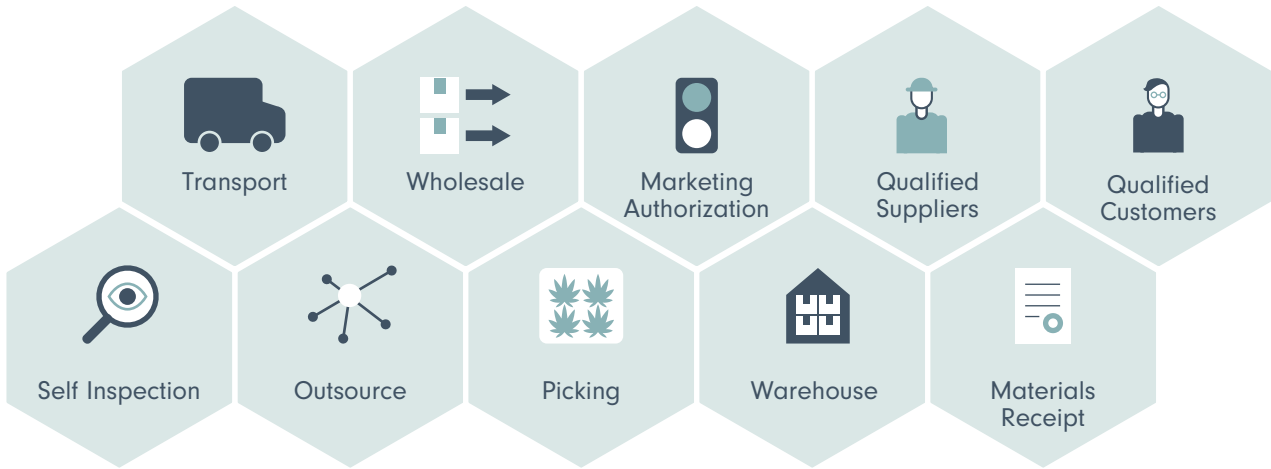 Transport
Wholesale
Marketing
Authorization
Qualified
Suppliers
Qualified
Customers
Self Inspection
Outsource
Picking
Warehouse
Materials
Receipt